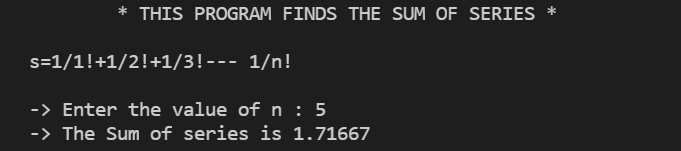 * THIS PROGRAM FINDS THE SUM OF SERIES *
s=1/1!+1/2!+1/3!--- 1/n!
-> Enter the value of n : 5
-> The Sum of series is 1.71667